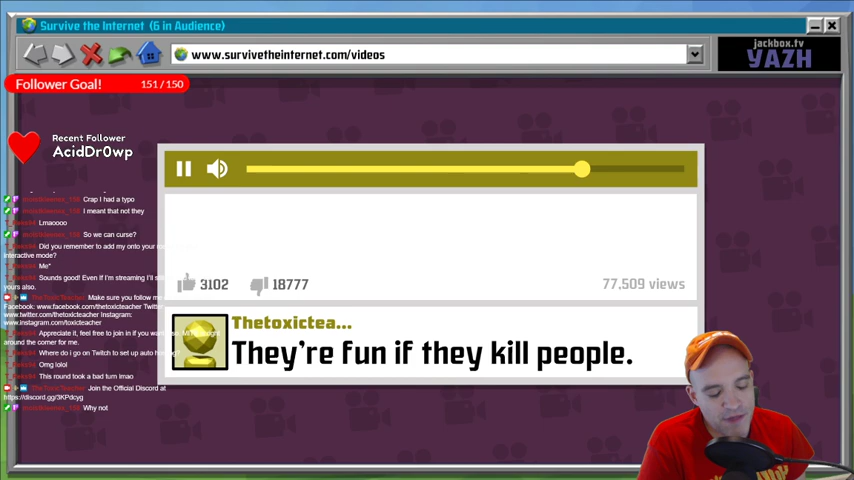 Survive the Internet (6 in Audience)
www.survivetheinternet.com/videos
jackbox.tv
YAZH
Follower Goal!
151 / 150
Recent Follower
AcidDr0wp
Crap I had a typo
I meant that not they
Lmaoooo
So we can curse?
Did you remember to add me onto your
interactive mode?
Me*
Sounds good! Even If I'm streaming I'll
yours also.
Make sure you follow me
Facebook: www.facebook.com/thetoxicteacher Twitter
www.twitter.com/thetoxicteacher Instagram:
www.instagram.com/toxicteacher
Appreciate it, feel free to join in if you
around the corner for me.
Where do I go on Twitch to set up auto
Omg lolol
This round took a bad turn lmao
Join the Official Discord at
https://discord.gg/3KPdcyg
Why not
3102
18777
77,509 views
Thetoxictea...
They're fun if they kill people.